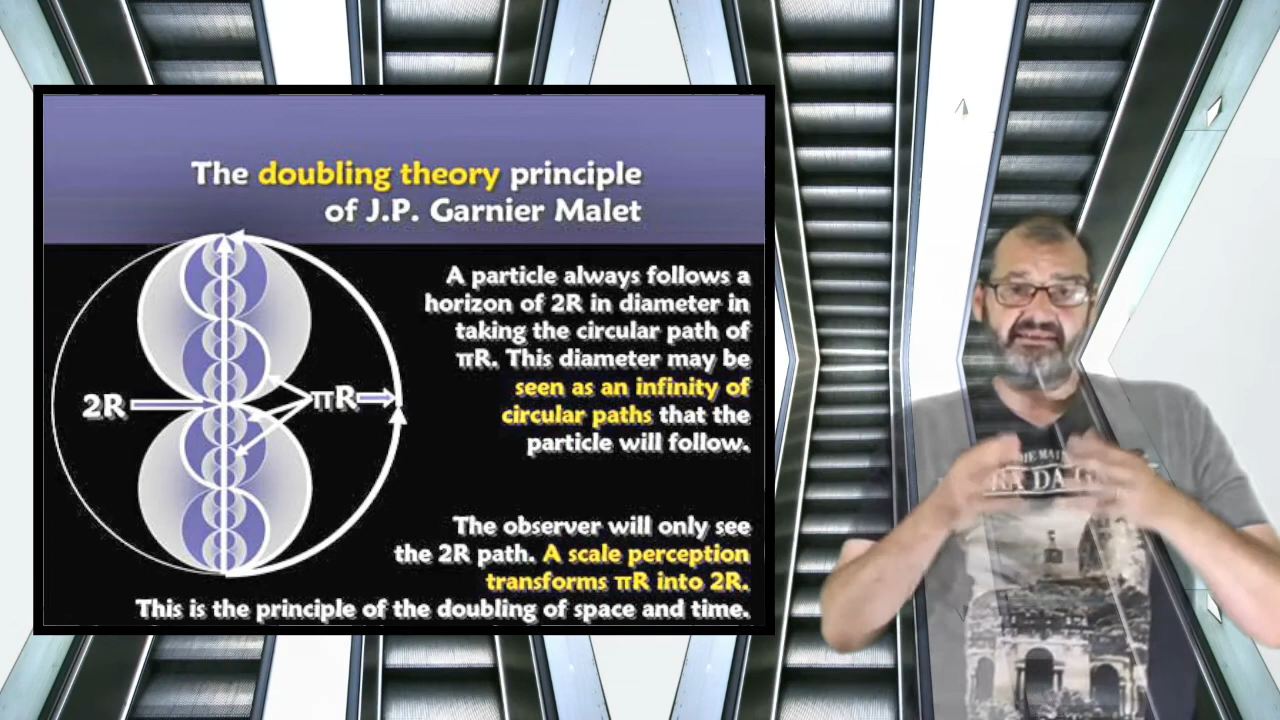 The doubling theory principle
of J.P. Garnier Malet
A particle always follows a
horizon of 2R in diameter in
taking the circular path of
πR. This diameter may be
seen as an infinity of
circular paths that the
particle will follow.
2R
πR
The observer will only see
the 2R path. A scale perception
transforms πR into 2R.
This is the principle of the doubling of space and time.